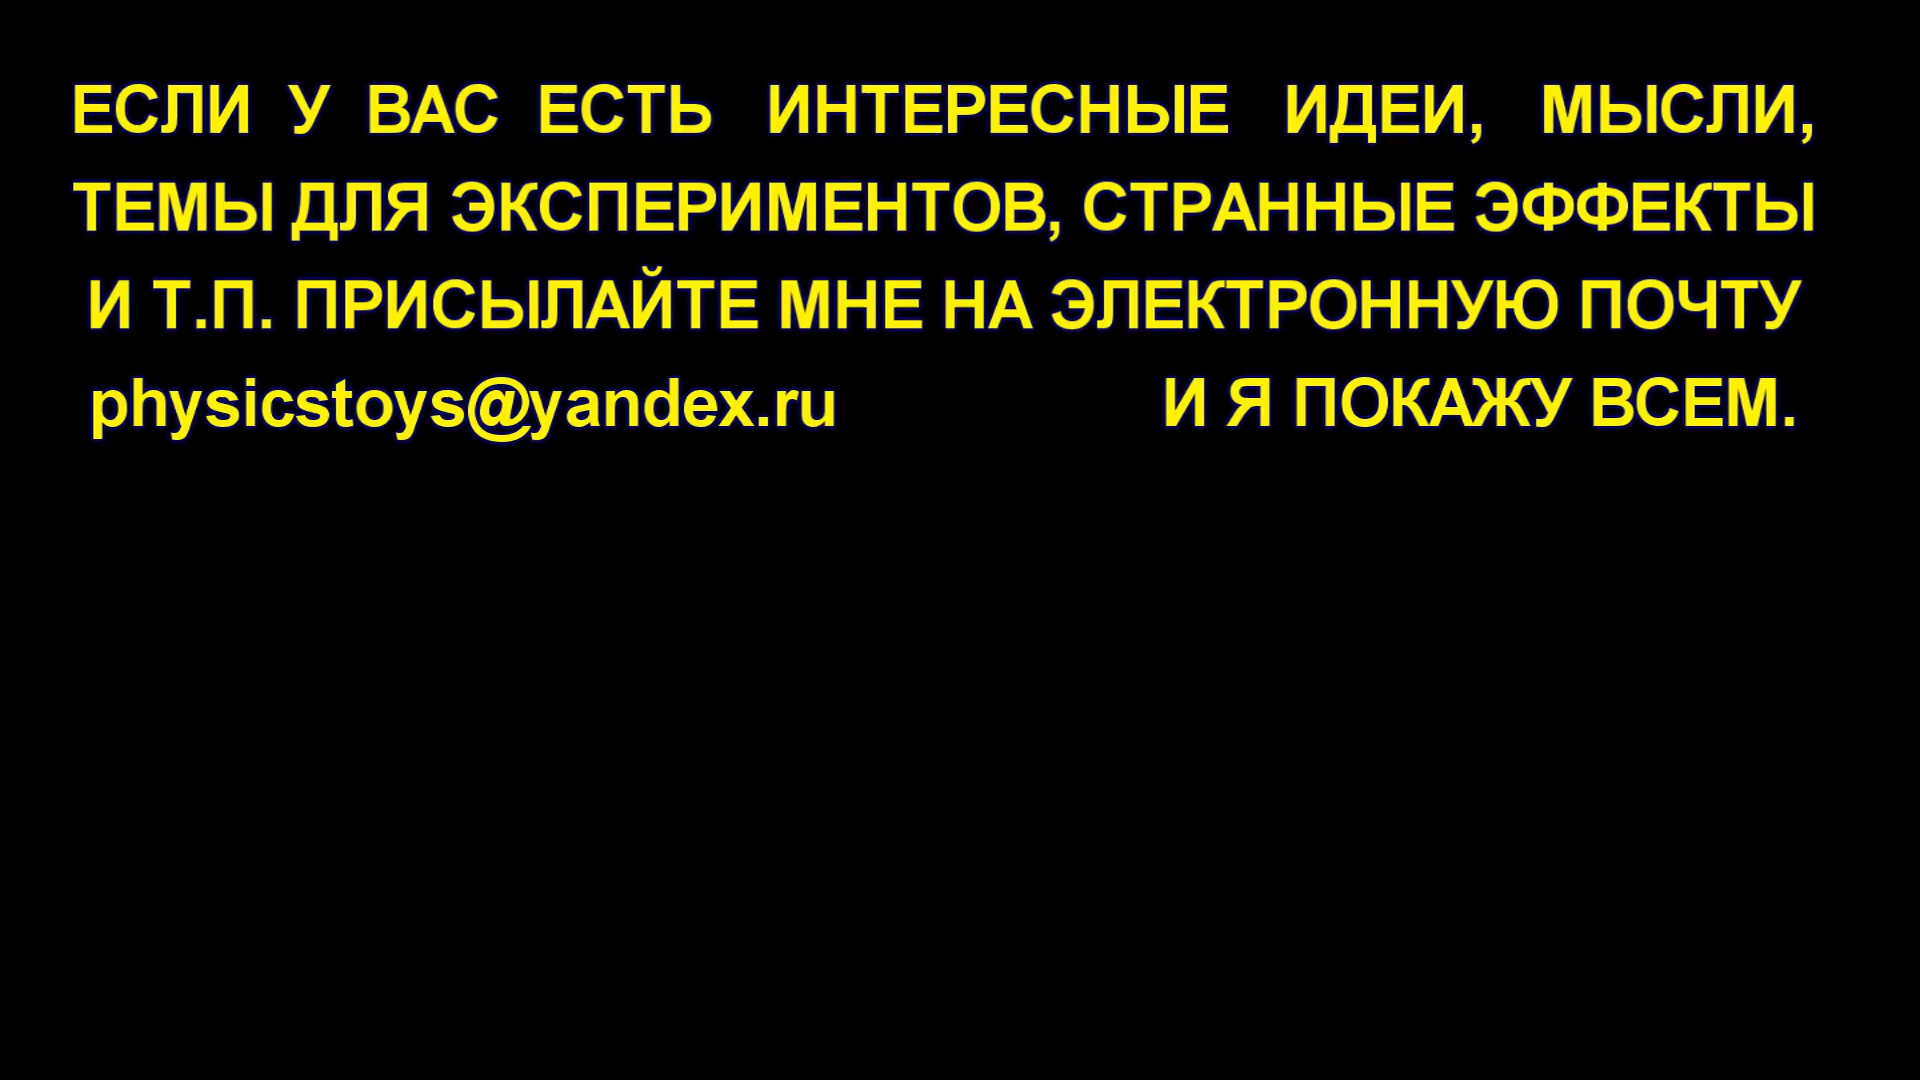 ЕСЛИ У ВАС ЕСТЬ ИНТЕРЕСНЫЕ ИДЕИ, МЫСЛИ,
ТЕМЫ ДЛЯ ЭКСПЕРИМЕНТОВ, СТРАННЫЕ ЭФФЕКТЫ
И Т.П. ПРИСЫЛАЙТЕ МНЕ НА ЭЛЕКТРОННУЮ ПОЧТУ
physicstoys@yandex.ru И Я ПОКАЖУ ВСЕМ.